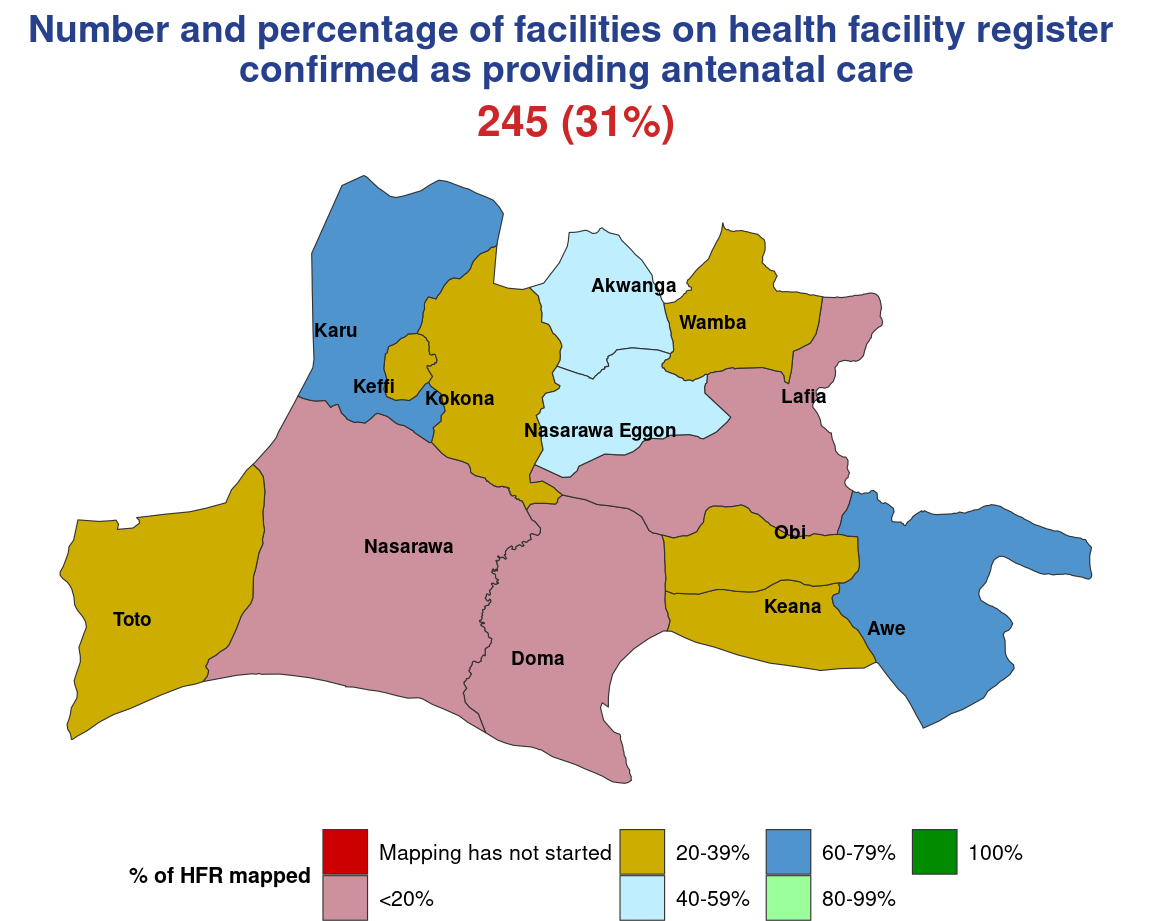 Number and percentage of facilities on health facility register
confirmed as providing antenatal care
245 (31%)
Akwanga
Wamba
Karu
Keffi
Kokona
Lafia
Nasarawa Eggon
Obi
Nasarawa
Keana
Toto
Awe
Doma
% of HFR mapped
Mapping has not started
<20%
20-39%
40-59%
60-79%
80-99%
100%